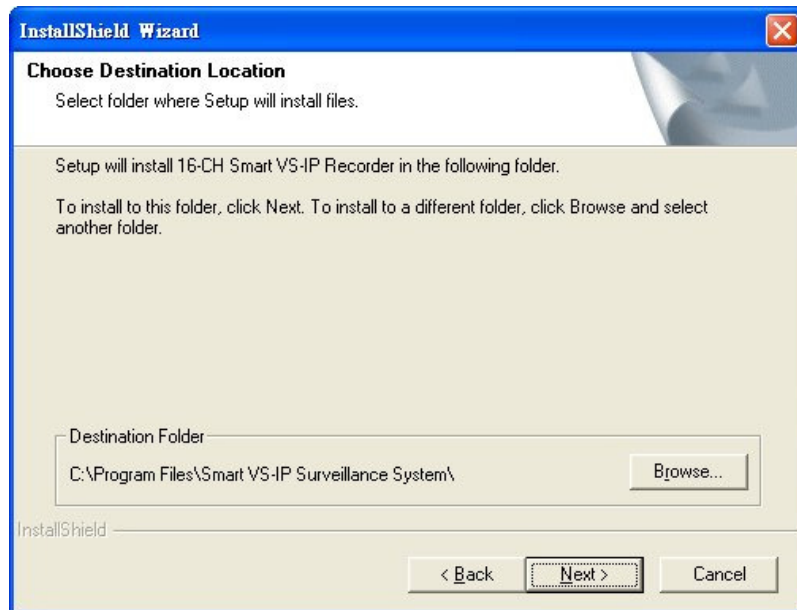 InstallShield Wizard
Choose Destination Location
Select folder where Setup will install files.
Setup will install 16-CH Smart VS-IP Recorder in the following folder.
To install to this folder, click Next. To install to a different folder, click Browse and select
another folder.
Destination Folder
C:\Program Files\Smart VS-IP Surveillance System\
Browse...
InstallShield
< Back
Next >
Cancel